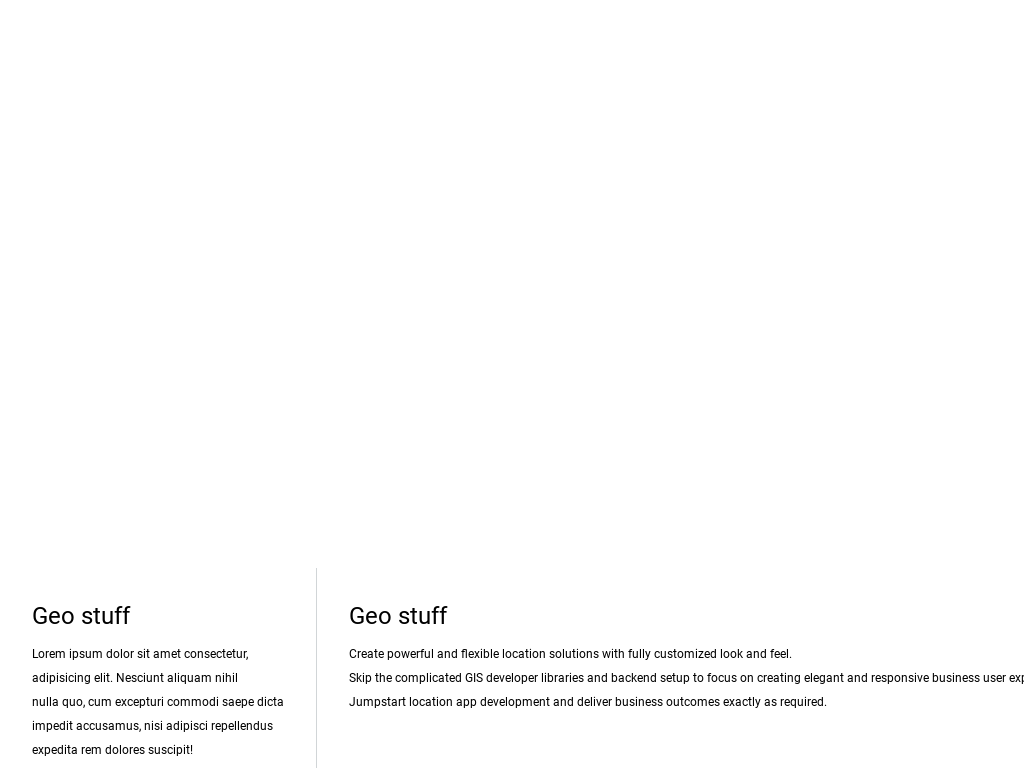 Geo stuff
Lorem ipsum dolor sit amet consectetur,
adipisicing elit. Nesciunt aliquam nihil
nulla quo, cum excepturi commodi saepe dicta
impedit accusamus, nisi adipisci repellendus
expedita rem dolores suscipit!
Geo stuff
Create powerful and flexible location solutions with fully customized look and feel.
Skip the complicated GIS developer libraries and backend setup to focus on creating elegant and responsive business user
Jumpstart location app development and deliver business outcomes exactly as required.